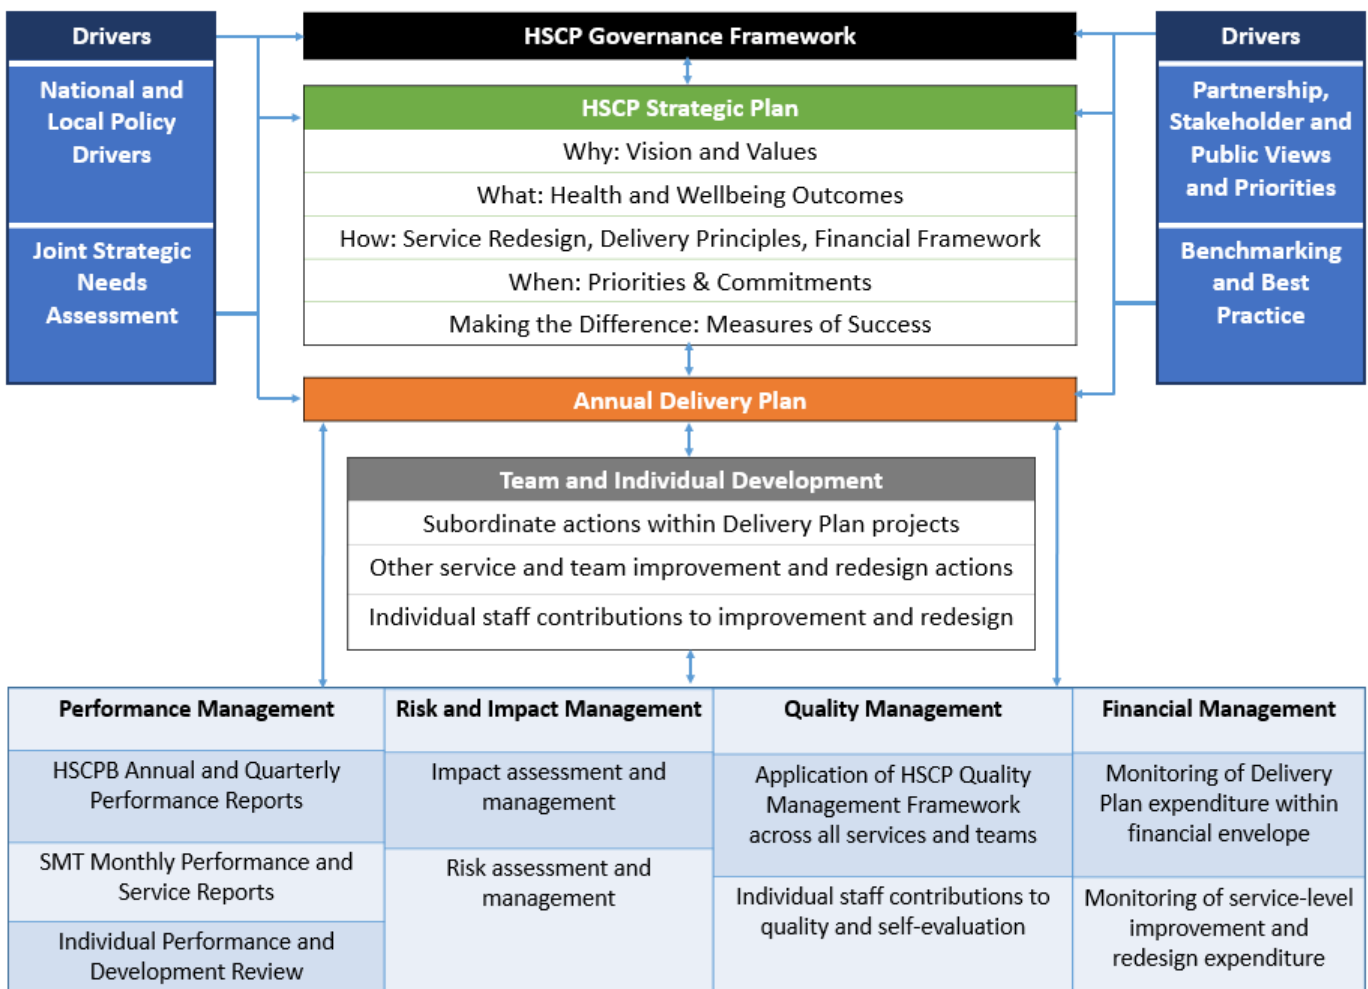 Drivers
National and
Local Policy
Drivers
Joint Strategic
Needs
Assessment
HSCP Governance Framework
HSCP Strategic Plan
Why: Vision and Values
What: Health and Wellbeing Outcomes
How: Service Redesign, Delivery Principles, Financial Framework
When: Priorities & Commitments
Making the Difference: Measures of Success
Annual Delivery Plan
Drivers
Partnership,
Stakeholder and
Public Views
and Priorities
Benchmarking
and Best
Practice
Team and Individual Development
Subordinate actions within Delivery Plan projects
Other service and team improvement and redesign actions
Individual staff contributions to improvement and redesign
Performance Management
HSCPB Annual and Quarterly
Performance Reports
SMT Monthly Performance and
Service Reports
Individual Performance and
Development Review
Risk and Impact Management
Impact assessment and
management
Risk assessment and
management
Quality Management
Application of HSCP Quality
Management Framework
across all services and teams
Individual staff contributions to
quality and self-evaluation
Financial Management
Monitoring of Delivery
Plan expenditure within
financial envelope
Monitoring of service-level
improvement and
redesign expenditure